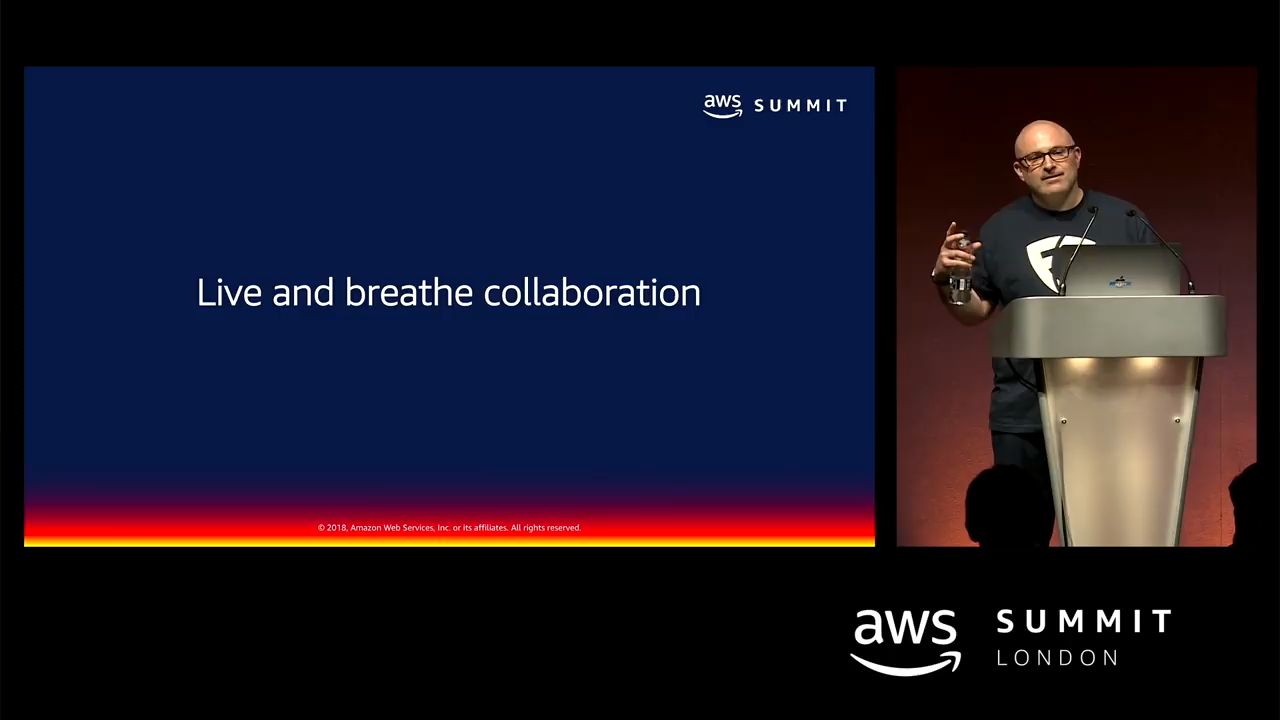 aws SUMMIT
Live and breathe collaboration
© 2018, Amazon Web Services, Inc. or its affiliates. All rights reserved.
aws SUMMIT
LONDON